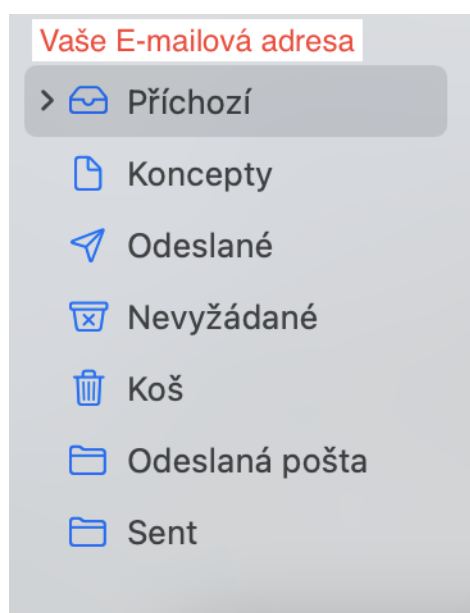 Vaše E-mailová adresa
Příchozí
Koncepty
Odeslané
Nevyžádané
Koš
Odeslaná pošta
Sent